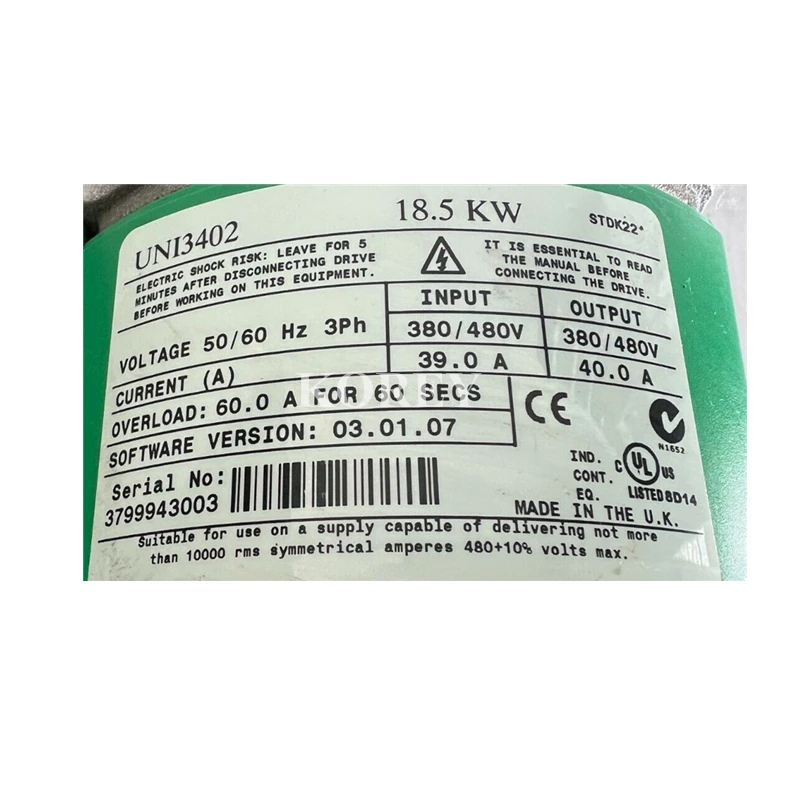 UNI3402 18.5 KW STDK22*
ELECTRIC SHOCK RISK: LEAVE FOR 5
MINUTES AFTER DISCONNECTING DRIVE
BEFORE WORKING ON THIS EQUIPMENT.
IT IS ESSENTIAL TO READ
THE MANUAL BEFORE
CONNECTING THE DRIVE.
INPUT OUTPUT
VOLTAGE 50/60 Hz 3Ph 380/480V 380/480V
CURRENT (A) 39.0 A 40.0 A
OVERLOAD: 60.0 A FOR 60 SECS
SOFTWARE VERSION: 03.01.07
KOREY
CE
N1652
IND.
CONT.
EQ.
C UL US
LISTED 8D14
Serial No:
3799943003
MADE IN THE U.K.
Suitable for use on a supply capable of delivering not more
than 10000 rms symmetrical amperes 480+10% volts max.